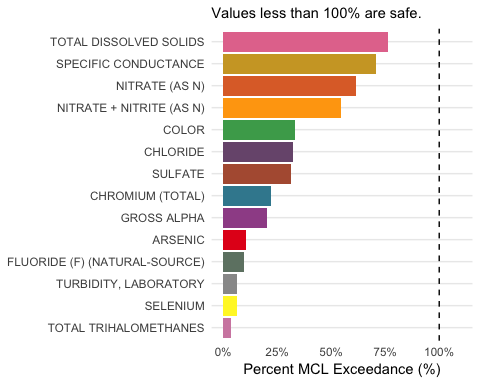 Values less than 100% are safe.
TOTAL DISSOLVED SOLIDS
SPECIFIC CONDUCTANCE
NITRATE (AS N)
NITRATE + NITRITE (AS N)
COLOR
CHLORIDE
SULFATE
CHROMIUM (TOTAL)
GROSS ALPHA
ARSENIC
FLUORIDE (F) (NATURAL-SOURCE)
TURBIDITY, LABORATORY
SELENIUM
TOTAL TRIHALOMETHANES
0% 25% 50% 75% 100%
Percent MCL Exceedance (%)